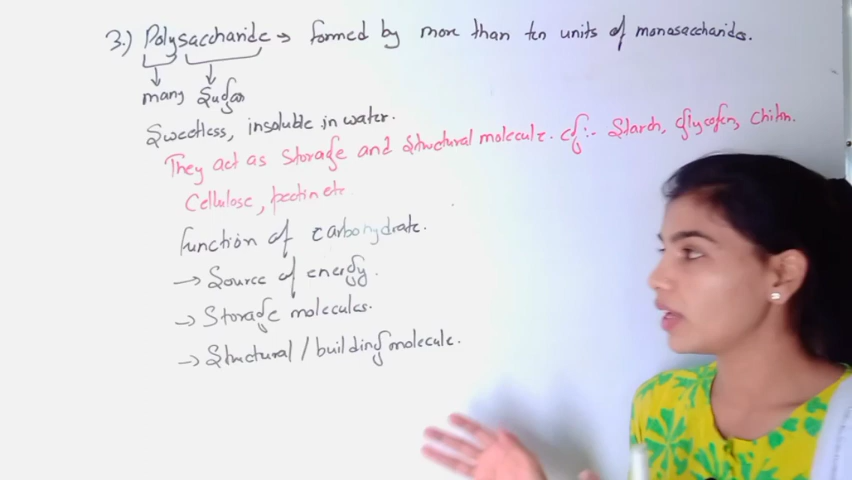 3.) Polysaccharide → formed by more than ten units of monosaccharide.
many Sugar
Sweetless, insoluble in water.
They act as storage and structural molecule. eg:- Starch, glycogen, chitin.
Cellulose, pectin etc
function of carbohydrate.
→ Source of energy.
→ Storage molecules.
→ Structural / building molecule.